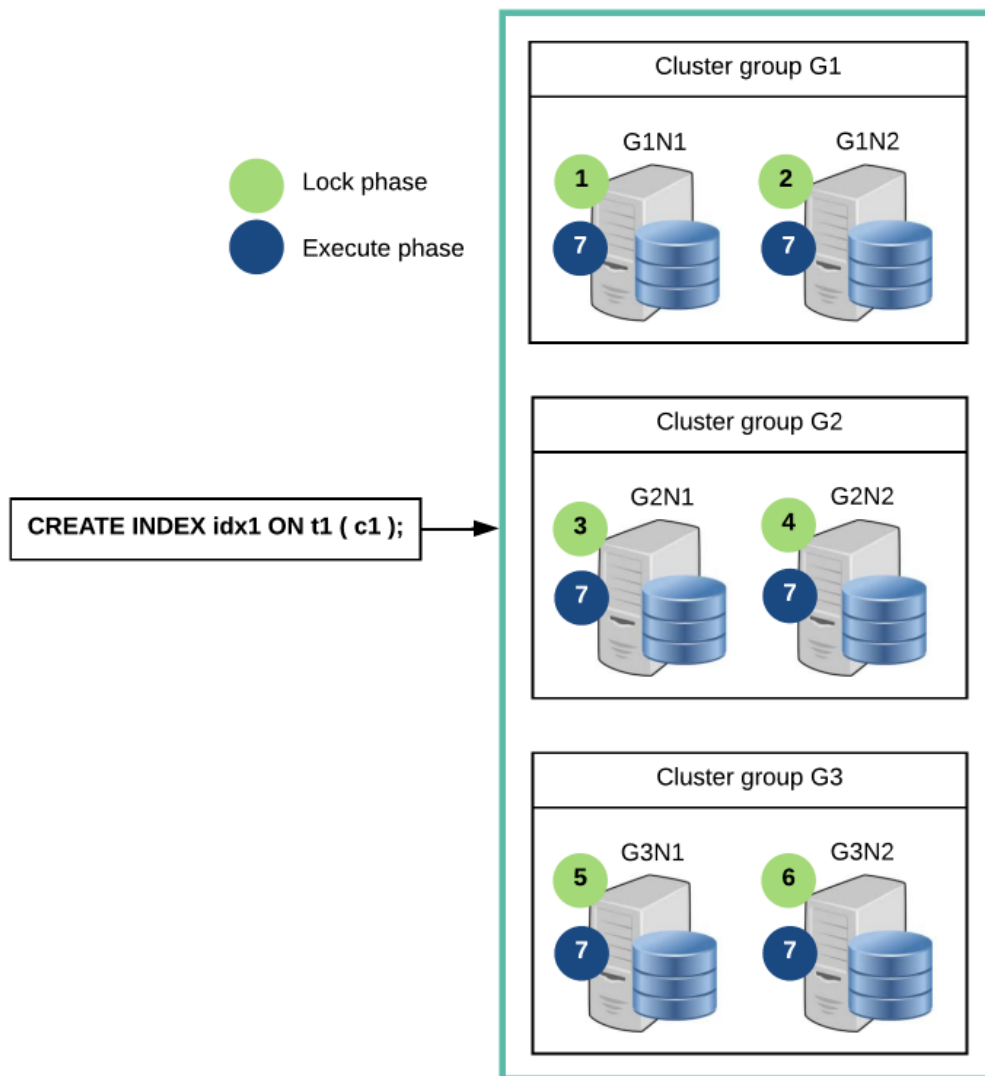 Cluster group G1
G1N1 G1N2
1 2
7 7
Lock phase
Execute phase
Cluster group G2
G2N1 G2N2
3 4
7 7
CREATE INDEX idx1 ON t1 ( c1 );
Cluster group G3
G3N1 G3N2
5 6
7 7